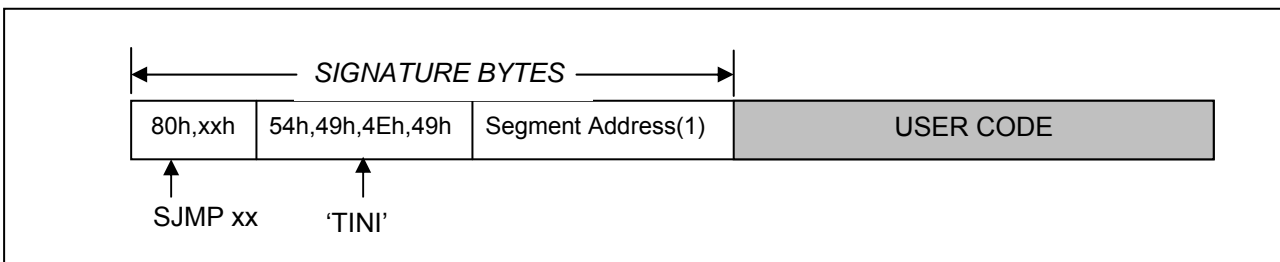 SIGNATURE BYTES
80h,xxh 54h,49h,4Eh,49h Segment Address(1) USER CODE
SJMP xx ‘TINI’